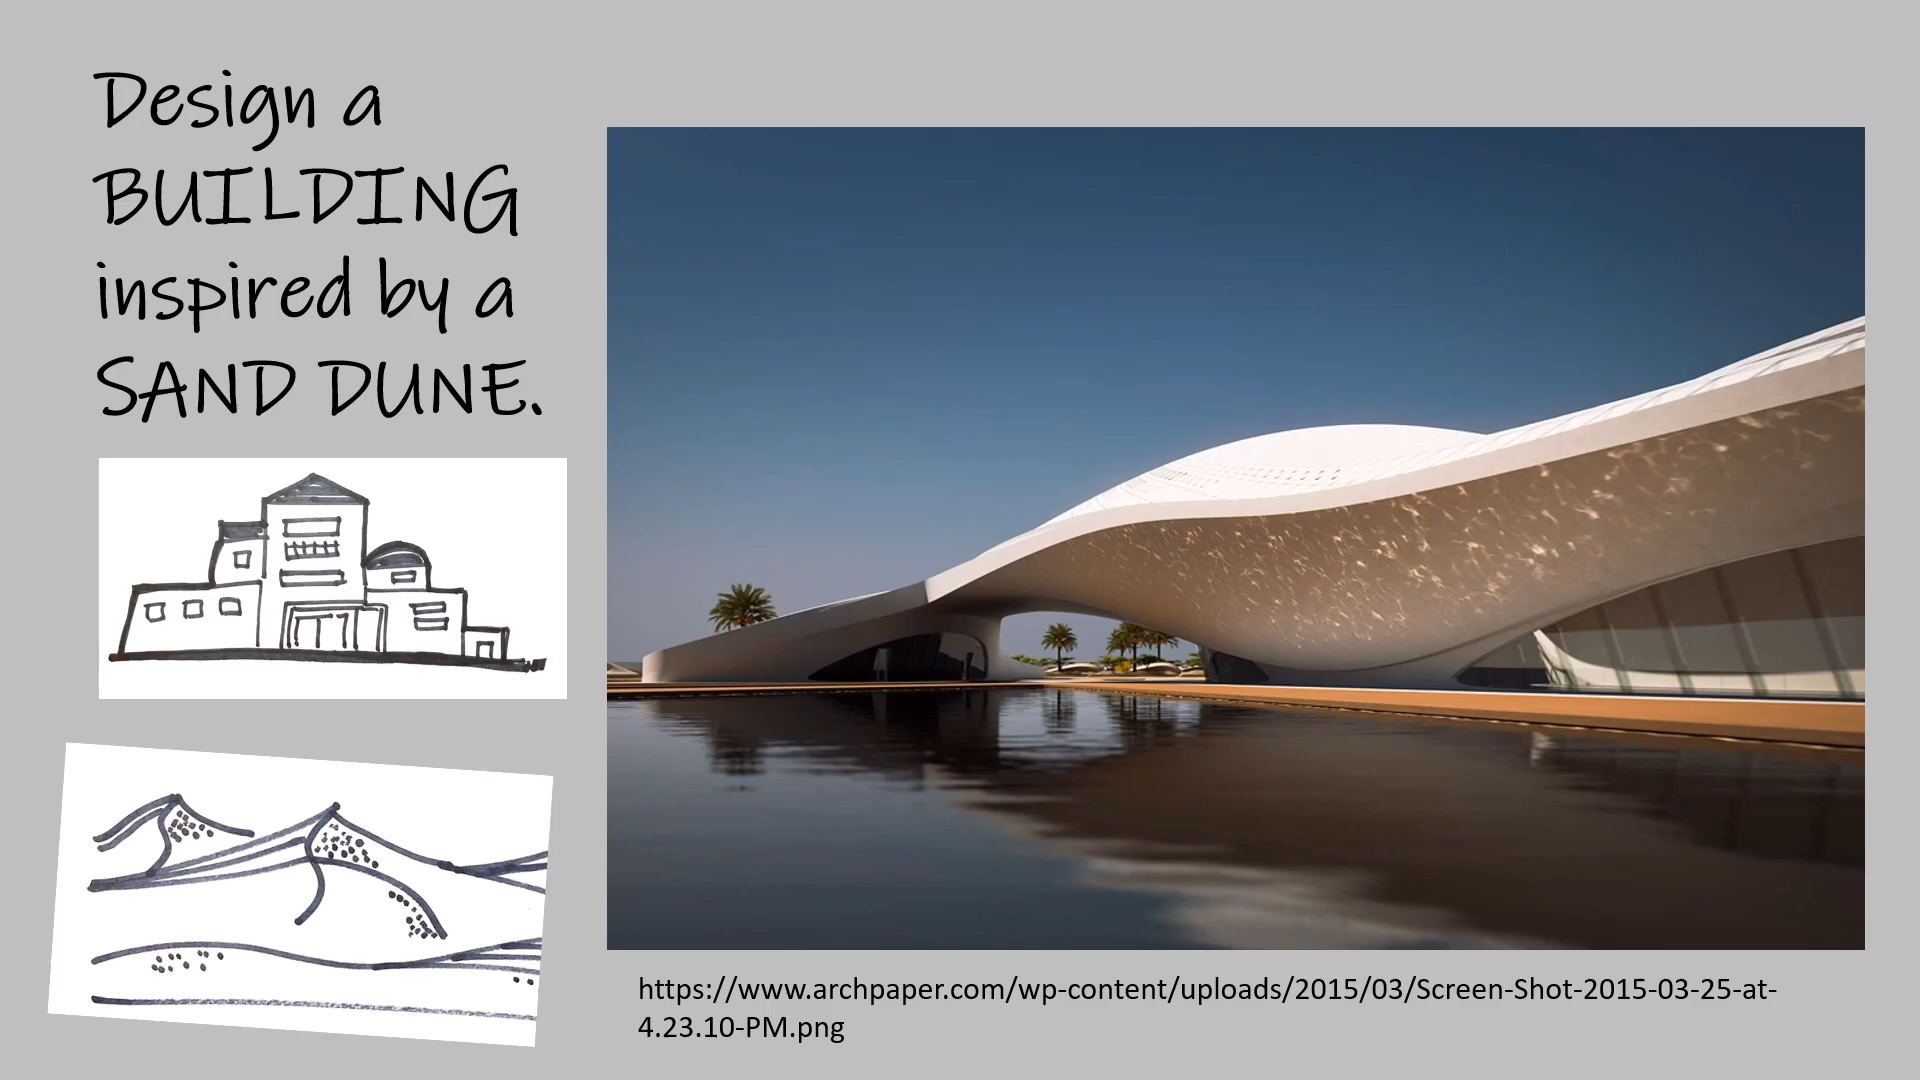 Design a
BUILDING
inspired by a
SAND DUNE.
https://www.archpaper.com/wp-content/uploads/2015/03/Screen-Shot-2015-03-25-at-
4.23.10-PM.png